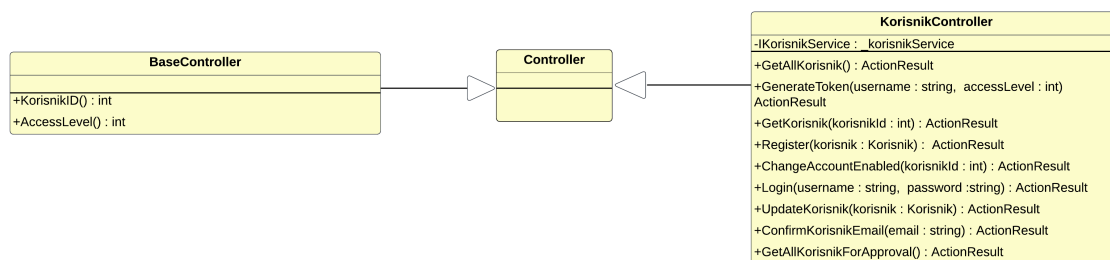 BaseController
+KorisnikID() : int
+AccessLevel() : int
Controller
KorisnikController
-IKorisnikService : _korisnikService
+GetAllKorisnik() : ActionResult
+GenerateToken(username : string, accessLevel : int)
ActionResult
+GetKorisnik(korisnikId : int) : ActionResult
+Register(korisnik : Korisnik) : ActionResult
+ChangeAccountEnabled(korisnikId : int) : ActionResult
+Login(username : string, password :string) : ActionResult
+UpdateKorisnik(korisnik : Korisnik) : ActionResult
+ConfirmKorisnikEmail(email : string) : ActionResult
+GetAllKorisnikForApproval() : ActionResult